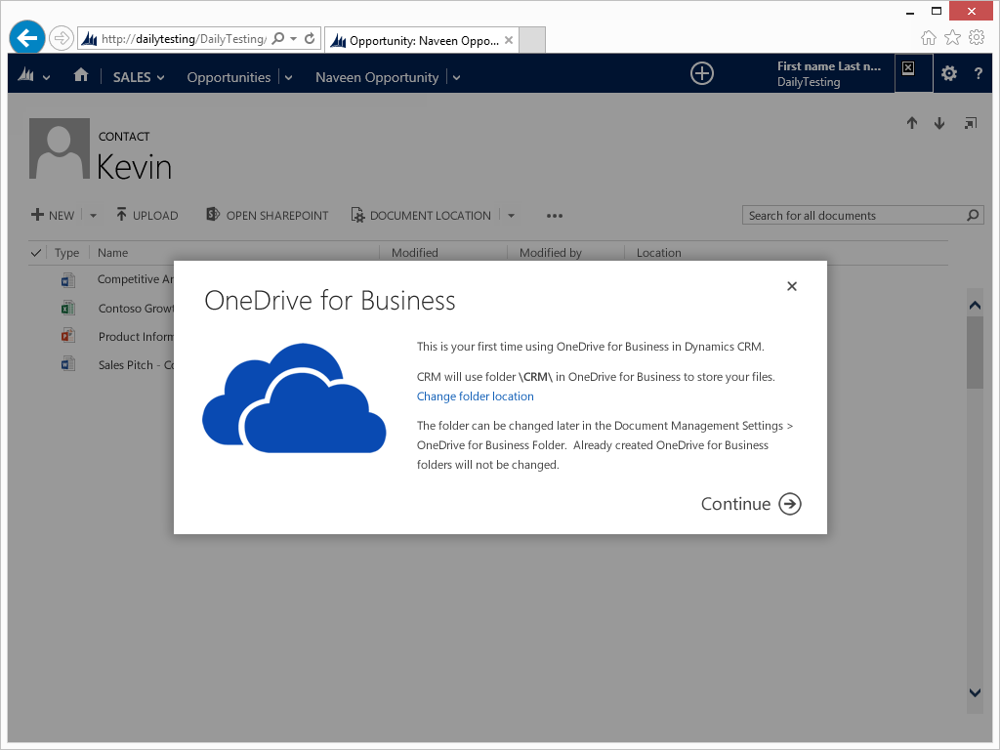 http://dailytesting/DailyTesting/
Opportunity: Naveen Oppo...
SALES
Opportunities
Naveen Opportunity
First name Last n...
DailyTesting
?
CONTACT
Kevin
NEW
UPLOAD
OPEN SHAREPOINT
DOCUMENT LOCATION
Search for all documents
Type
Name
Modified
Modified by
Location
Competitive An
Contoso Growt
Product Inform
Sales Pitch - Co
OneDrive for Business
This is your first time using OneDrive for Business in Dynamics CRM.
CRM will use folder \CRM\ in OneDrive for Business to store your files.
Change folder location
The folder can be changed later in the Document Management Settings >
OneDrive for Business Folder.  Already created OneDrive for Business
folders will not be changed.
Continue